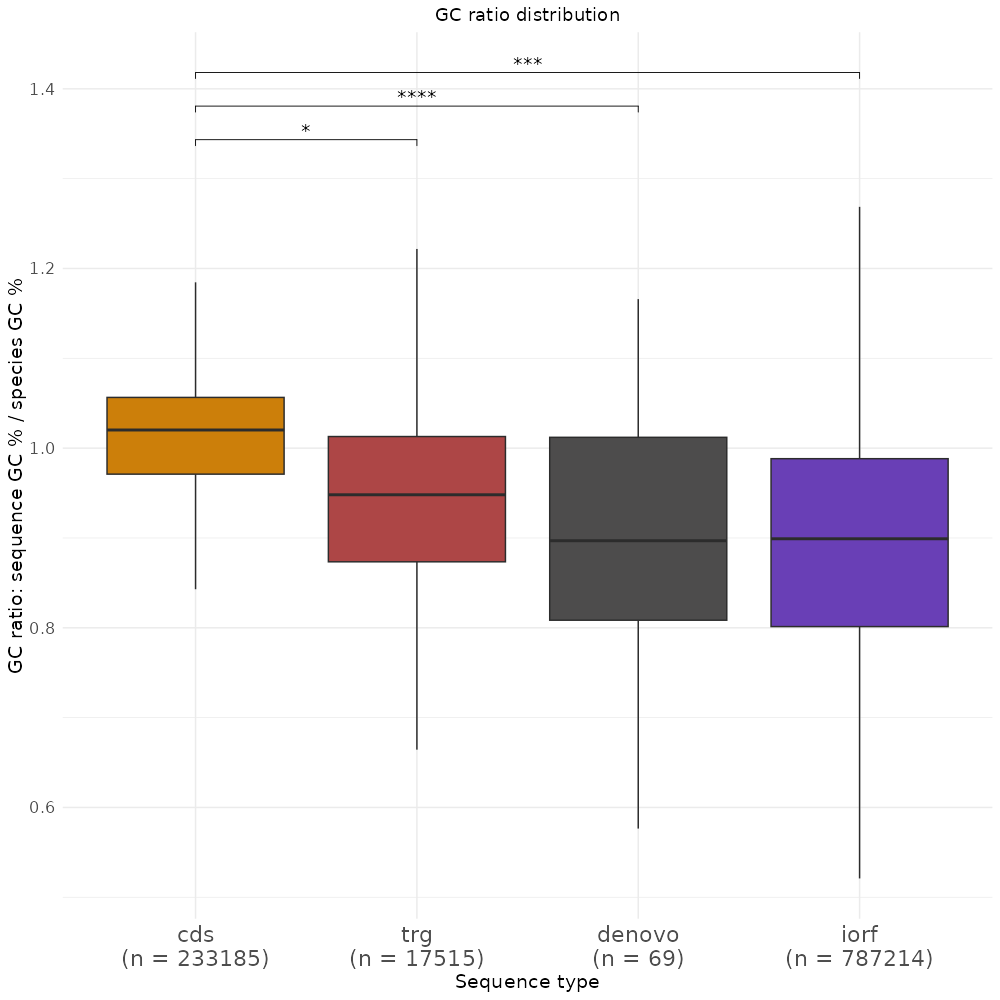 GC ratio distribution
***
****
*
1.4
1.2
1.0
0.8
0.6
GC ratio: sequence GC % / species GC %
cds
(n = 233185)
trg
(n = 17515)
denovo
(n = 69)
iorf
(n = 787214)
Sequence type